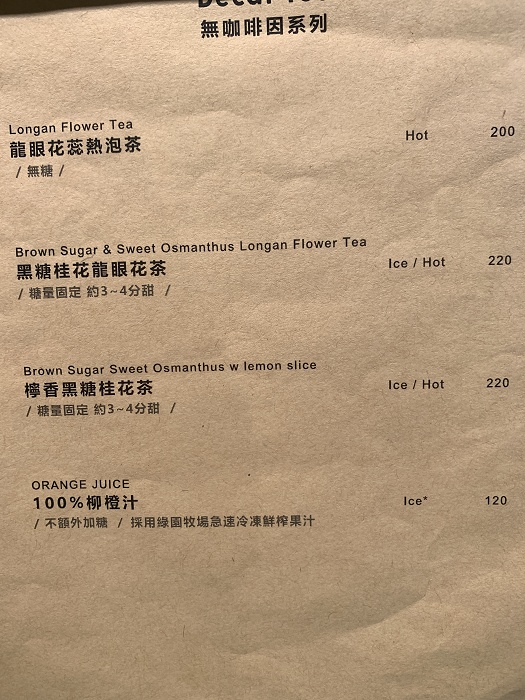 無咖啡因系列
Longan Flower Tea
龍眼花蕊熱泡茶 Hot 200
/ 無糖 /
Brown Sugar & Sweet Osmanthus Longan Flower Tea
黑糖桂花龍眼花茶 Ice / Hot 220
/ 糖量固定 約3~4分甜 /
Brown Sugar Sweet Osmanthus w lemon slice
檸香黑糖桂花茶 Ice / Hot 220
/ 糖量固定 約3~4分甜 /
ORANGE JUICE
100%柳橙汁 Ice* 120
/ 不額外加糖 / 採用綠園牧場急速冷凍鮮榨果汁